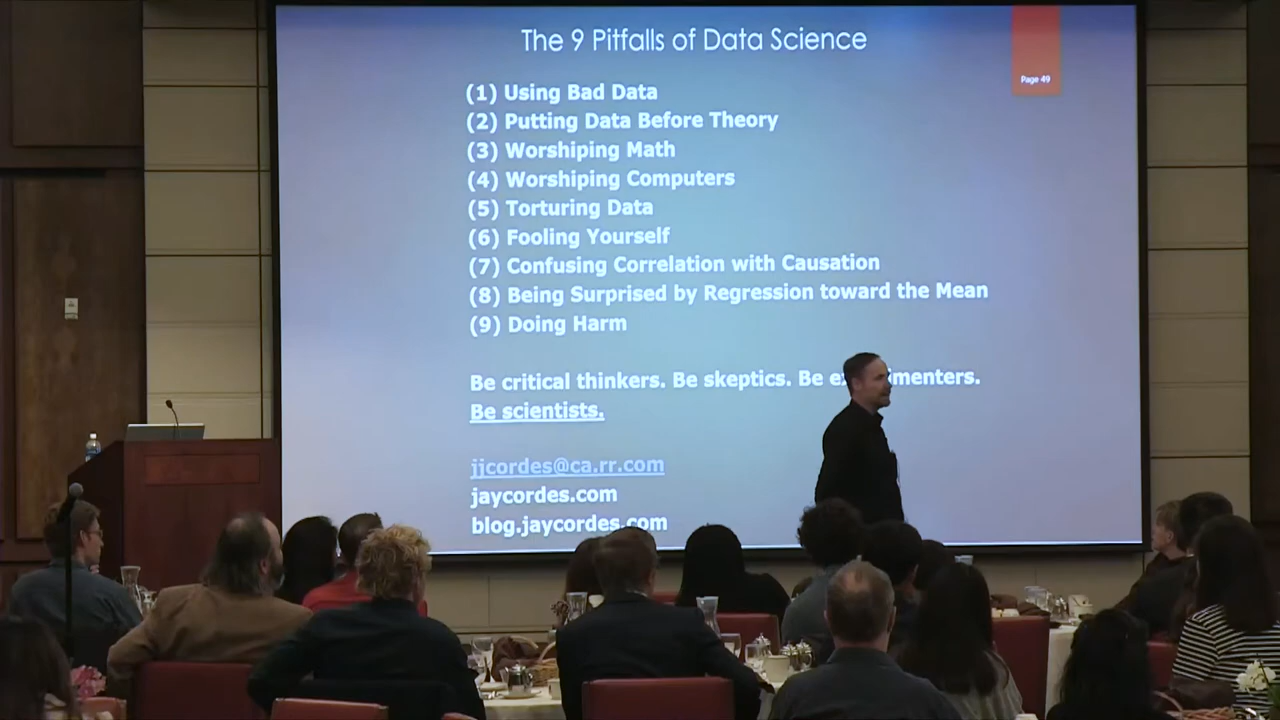 The 9 Pitfalls of Data Science
Page 49
(1) Using Bad Data
(2) Putting Data Before Theory
(3) Worshiping Math
(4) Worshiping Computers
(5) Torturing Data
(6) Fooling Yourself
(7) Confusing Correlation with Causation
(8) Being Surprised by Regression toward the Mean
(9) Doing Harm
Be critical thinkers. Be skeptics. Be
Be scientists.
jjcordes@ca.rr.com
jaycordes.com
blog.jaycordes.com